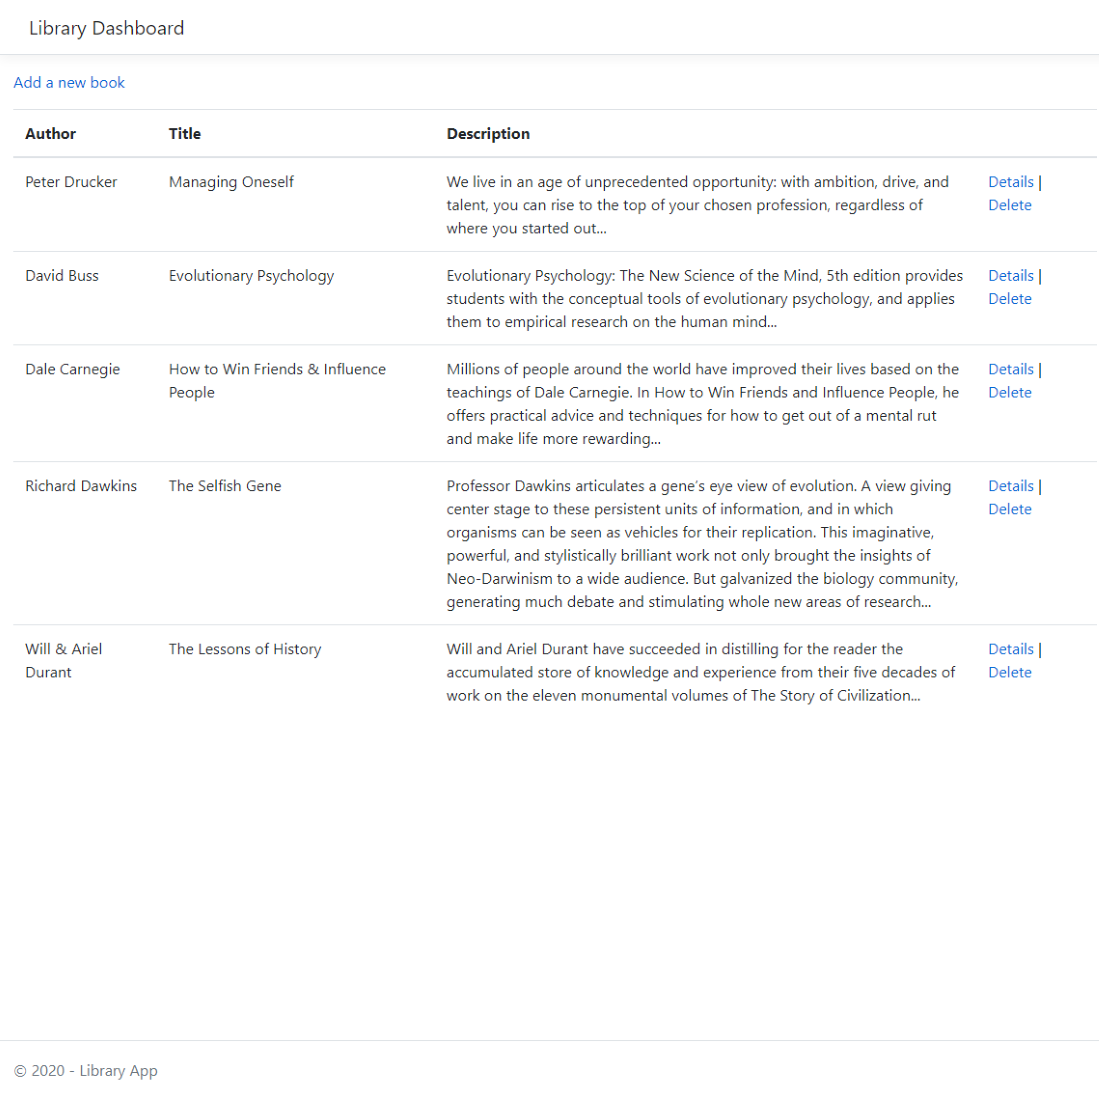 Library Dashboard
Add a new book
Author Title Description
Peter Drucker Managing Oneself We live in an age of unprecedented opportunity: with ambition, drive, and Details |
talent, you can rise to the top of your chosen profession, regardless of Delete
where you started out...
David Buss Evolutionary Psychology Evolutionary Psychology: The New Science of the Mind, 5th edition provides Details |
students with the conceptual tools of evolutionary psychology, and applies Delete
them to empirical research on the human mind...
Dale Carnegie How to Win Friends & Influence Millions of people around the world have improved their lives based on the Details |
People teachings of Dale Carnegie. In How to Win Friends and Influence People, he Delete
offers practical advice and techniques for how to get out of a mental rut
and make life more rewarding...
Richard Dawkins The Selfish Gene Professor Dawkins articulates a gene's eye view of evolution. A view giving Details |
center stage to these persistent units of information, and in which Delete
organisms can be seen as vehicles for their replication. This imaginative,
powerful, and stylistically brilliant work not only brought the insights of
Neo-Darwinism to a wide audience. But galvanized the biology community,
generating much debate and stimulating whole new areas of research...
Will & Ariel The Lessons of History Will and Ariel Durant have succeeded in distilling for the reader the Details |
Durant accumulated store of knowledge and experience from their five decades of Delete
work on the eleven monumental volumes of The Story of Civilization...
© 2020 - Library App